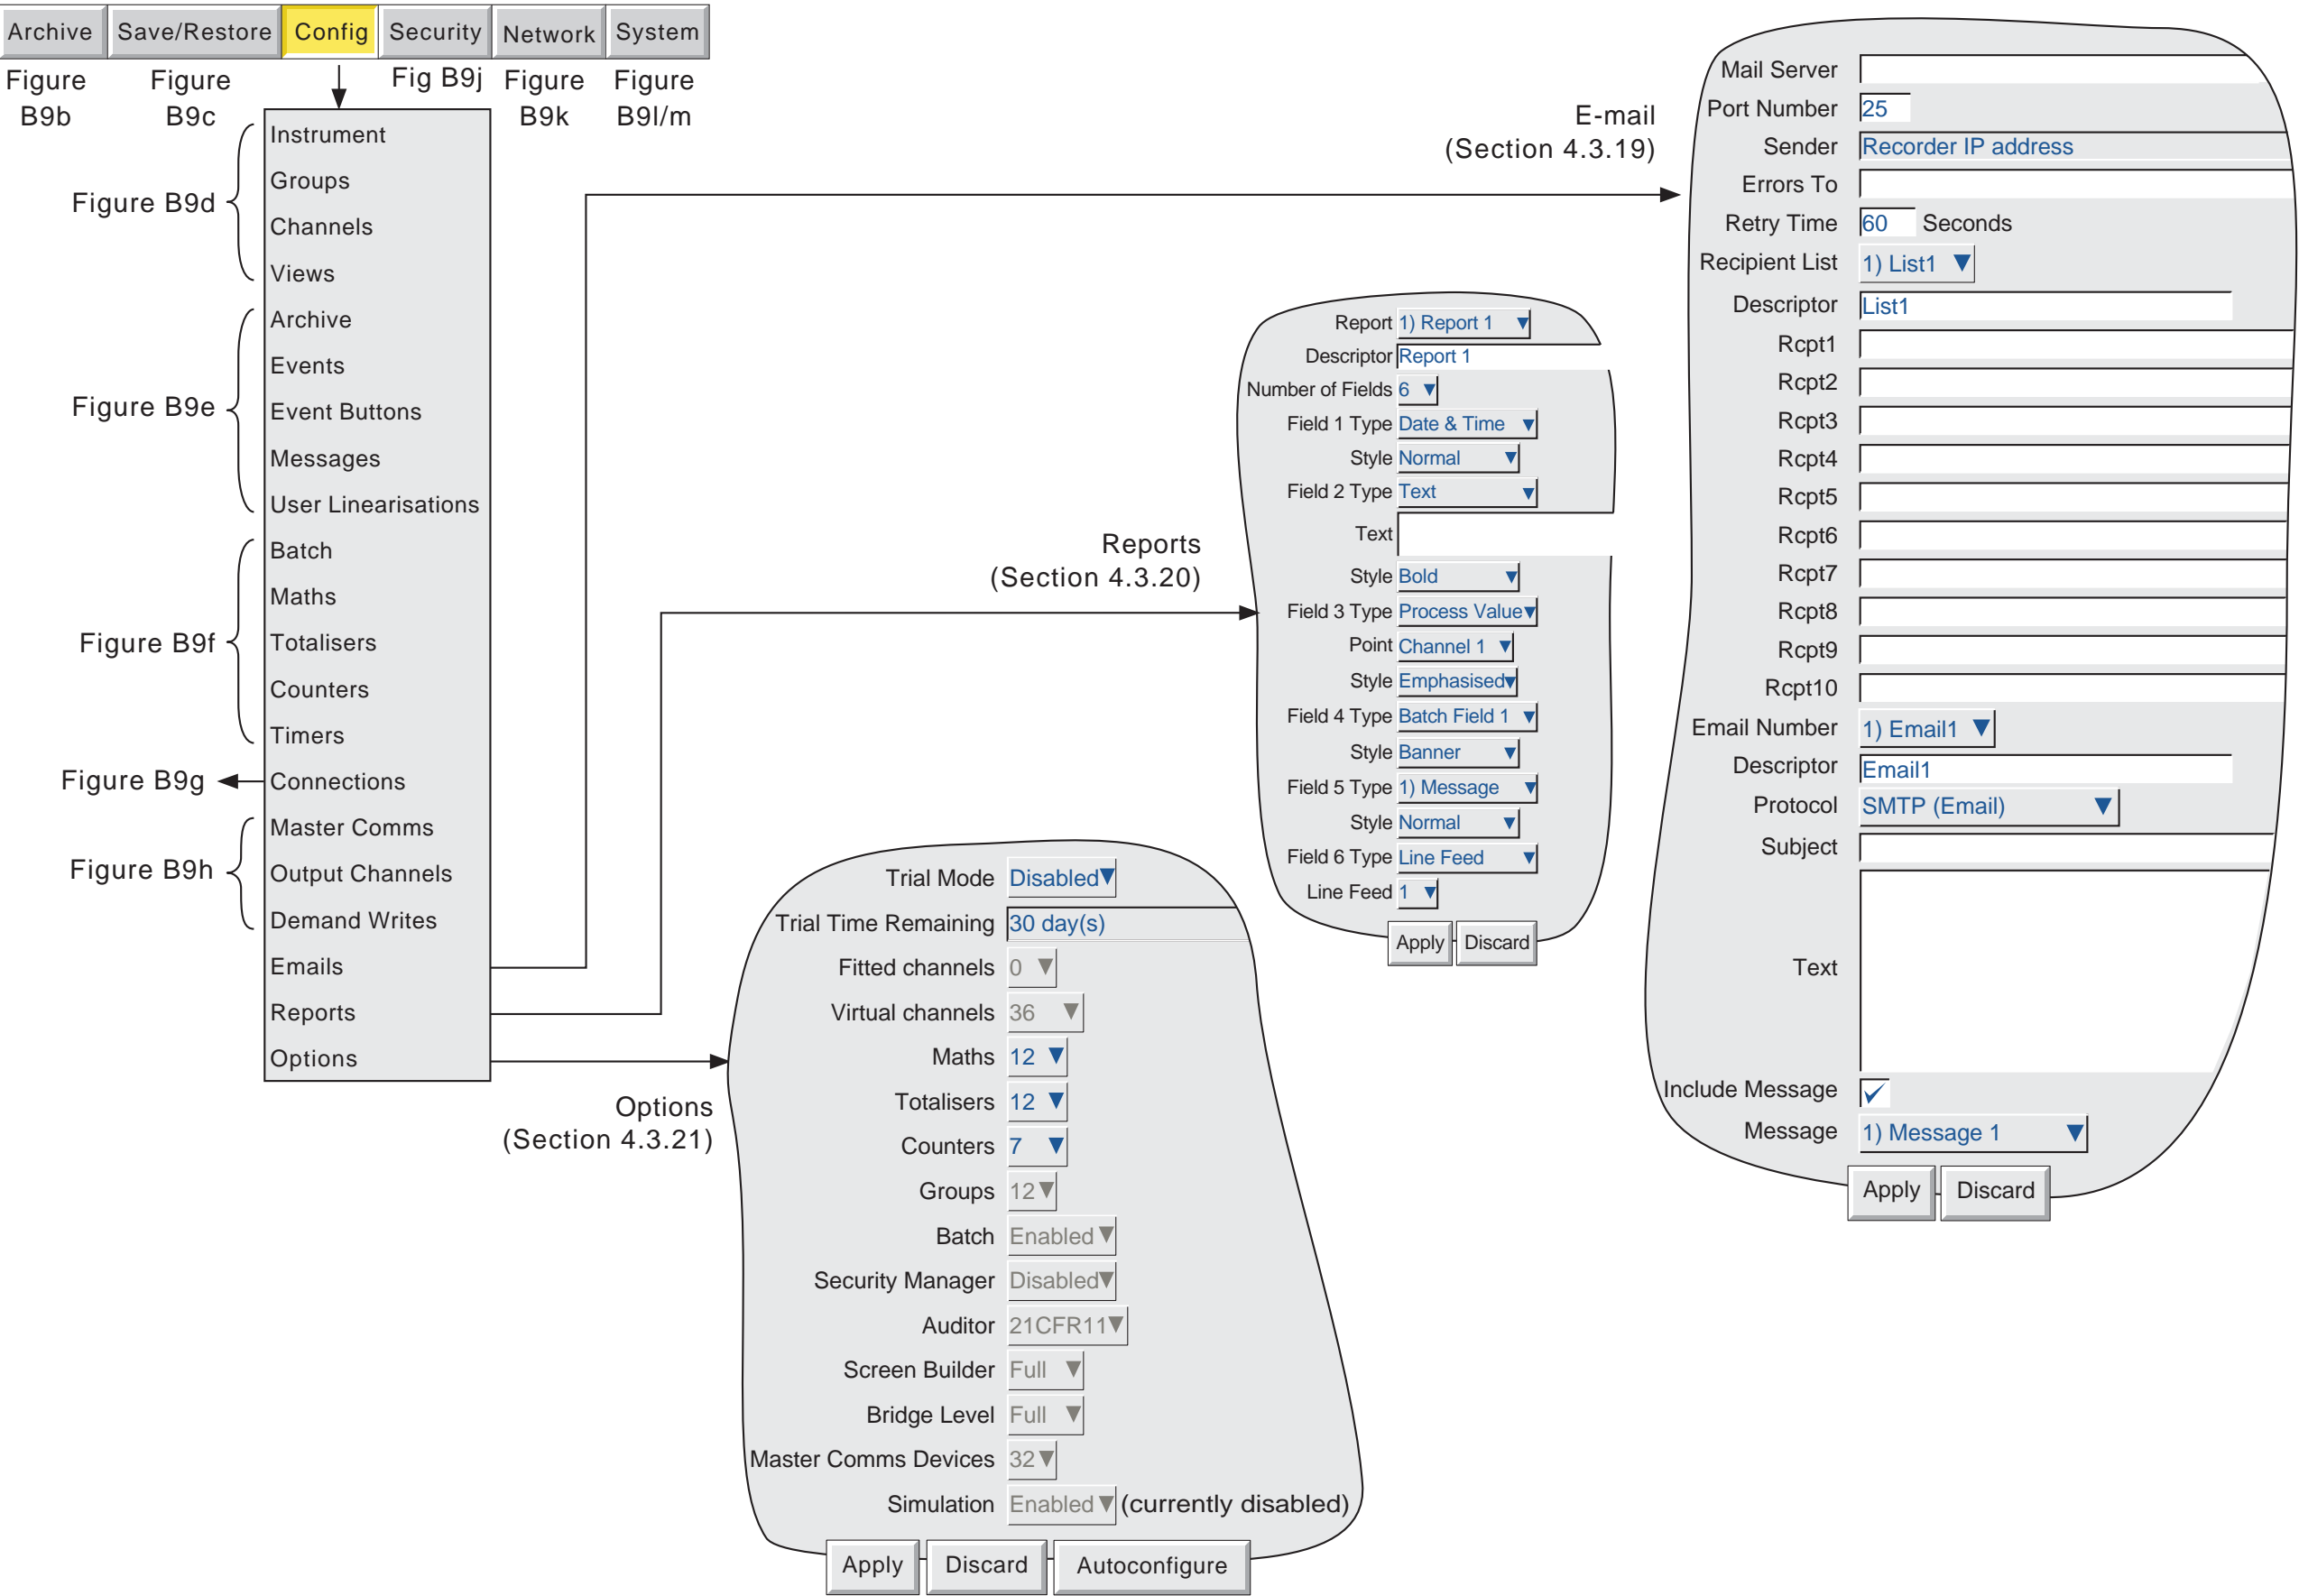 Archive Save/Restore Config Security Network System
Figure B9b
Figure B9c
Fig B9j
Figure B9k
Figure B9l/m
Instrument
Groups
Channels
Views
Figure B9d
Archive
Events
Event Buttons
Messages
User Linearisations
Figure B9e
Batch
Maths
Totalisers
Counters
Timers
Figure B9f
Connections
Figure B9g
Master Comms
Output Channels
Demand Writes
Figure B9h
Emails
Reports
Options
E-mail
(Section 4.3.19)
Mail Server
Port Number 25
Sender Recorder IP address
Errors To
Retry Time 60 Seconds
Recipient List 1) List1
Descriptor List1
Rcpt1
Rcpt2
Rcpt3
Rcpt4
Rcpt5
Rcpt6
Rcpt7
Rcpt8
Rcpt9
Rcpt10
Email Number 1) Email1
Descriptor Email1
Protocol SMTP (Email)
Subject
Text
Include Message
Message 1) Message 1
Apply Discard
Reports
(Section 4.3.20)
Report 1) Report 1
Descriptor Report 1
Number of Fields 6
Field 1 Type Date & Time
Style Normal
Field 2 Type Text
Text
Style Bold
Field 3 Type Process Value
Point Channel 1
Style Emphasised
Field 4 Type Batch Field 1
Style Banner
Field 5 Type 1) Message
Style Normal
Field 6 Type Line Feed
Line Feed 1
Apply Discard
Options
(Section 4.3.21)
Trial Mode Disabled
Trial Time Remaining 30 day(s)
Fitted channels 0
Virtual channels 36
Maths 12
Totalisers 12
Counters 7
Groups 12
Batch Enabled
Security Manager Disabled
Auditor 21CFR11
Screen Builder Full
Bridge Level Full
Master Comms Devices 32
Simulation Enabled (currently disabled)
Apply Discard Autoconfigure